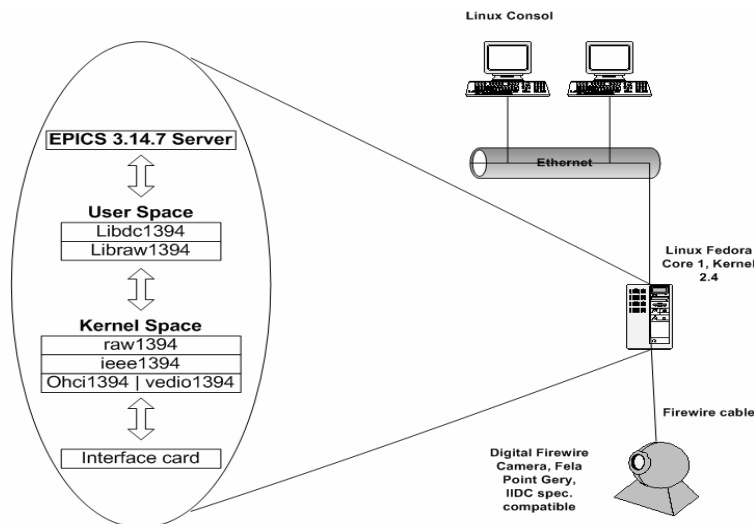 Linux Consol
EPICS 3.14.7 Server
User Space
Libdc1394
Libraw1394
Kernel Space
raw1394
ieee1394
Ohci1394 | vedio1394
Interface card
Ethernet
Linux Fedora
Core 1, Kernel
2.4
Firewire cable
Digital Firewire
Camera, Fela
Point Gery,
IIDC spec.
compatible